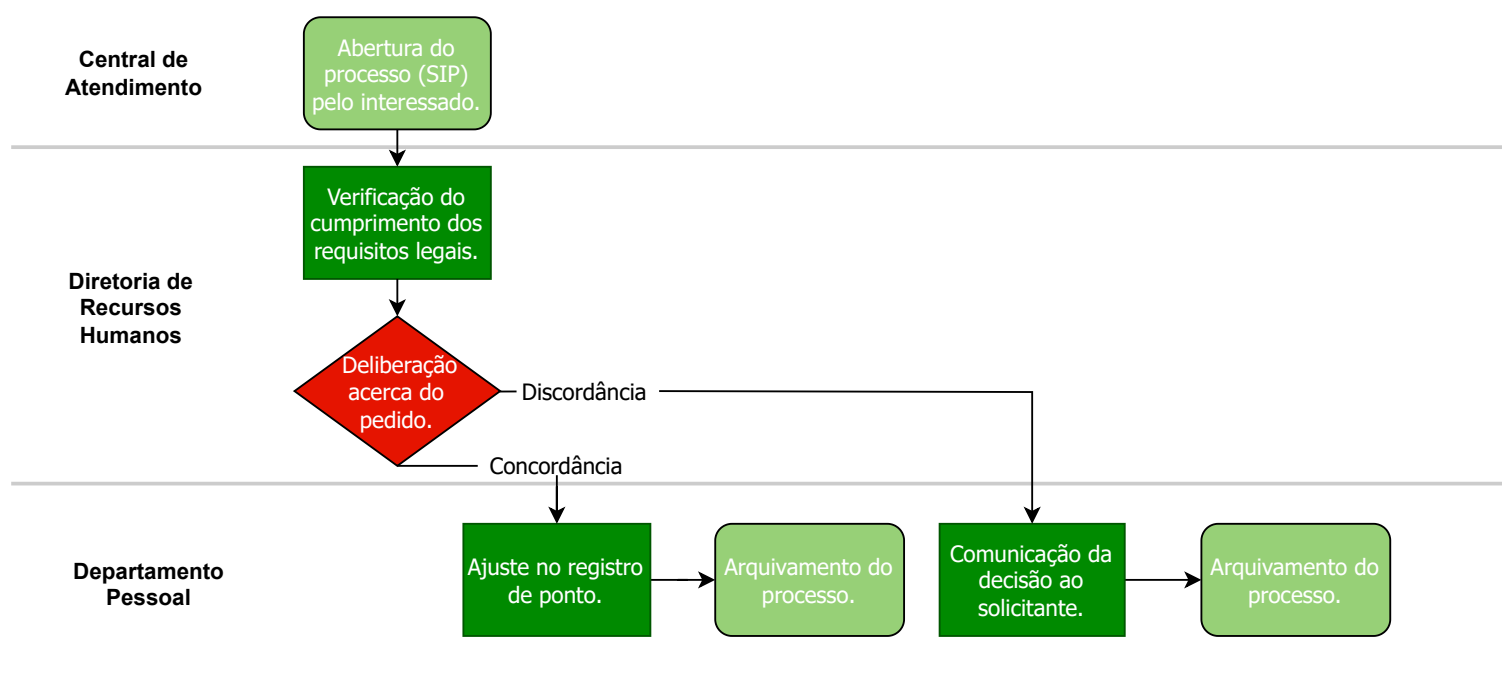 Central de
Atendimento
Abertura do
processo (SIP)
pelo interessado.
Diretoria de
Recursos
Humanos
Verificação do
cumprimento dos
requisitos legais.
Deliberação
acerca do
pedido.
Discordância
Concordância
Departamento
Pessoal
Ajuste no registro
de ponto.
Arquivamento do
processo.
Comunicação da
decisão ao
solicitante.
Arquivamento do
processo.